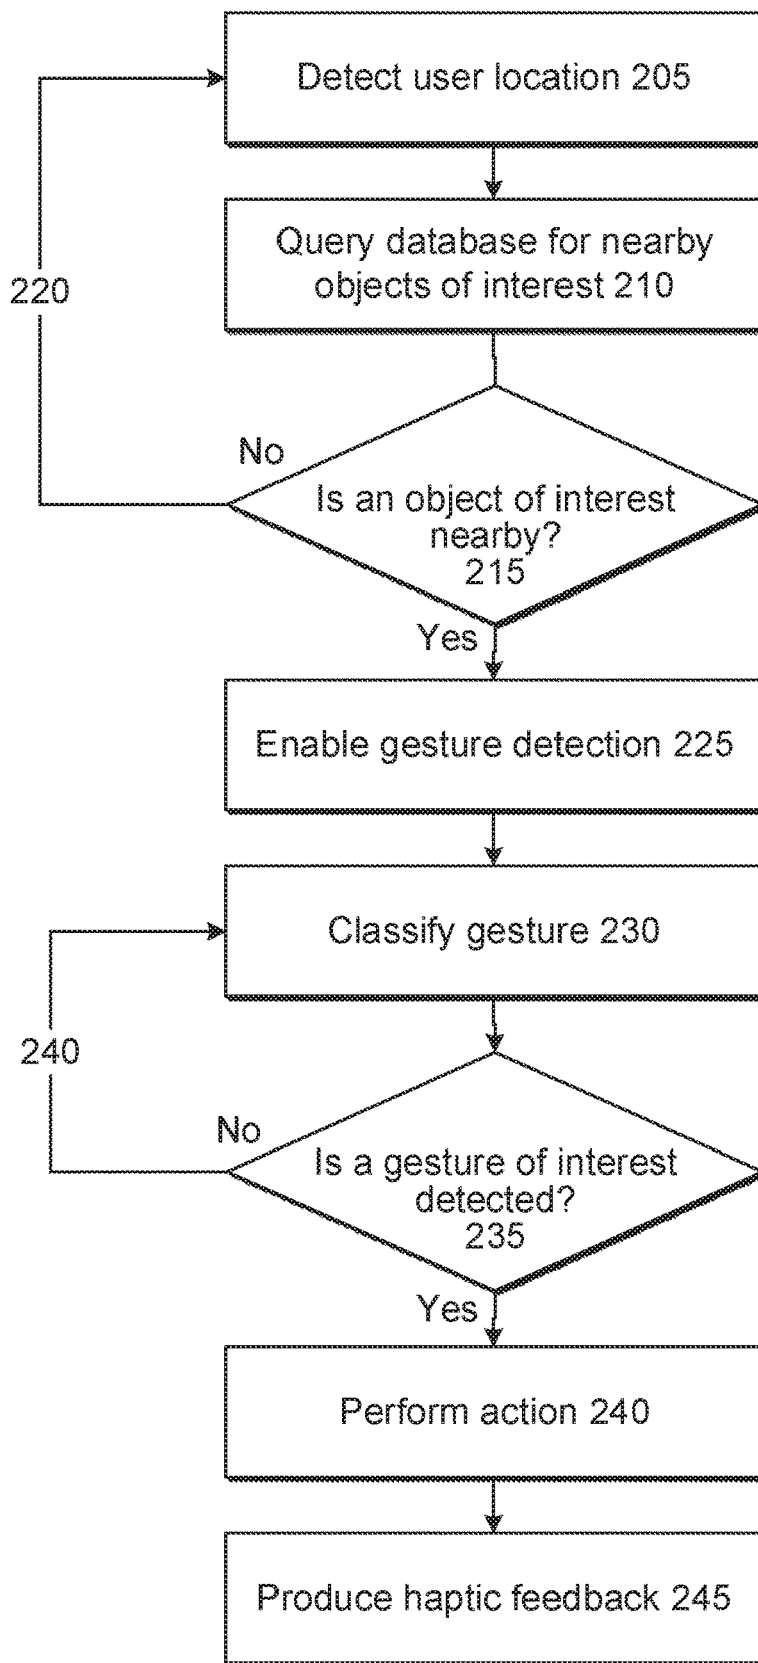 Detect user location 205
Query database for nearby
objects of interest 210
220
No
Is an object of interest
nearby?
215
Yes
Enable gesture detection 225
Classify gesture 230
240
No
Is a gesture of interest
detected?
235
Yes
Perform action 240
Produce haptic feedback 245